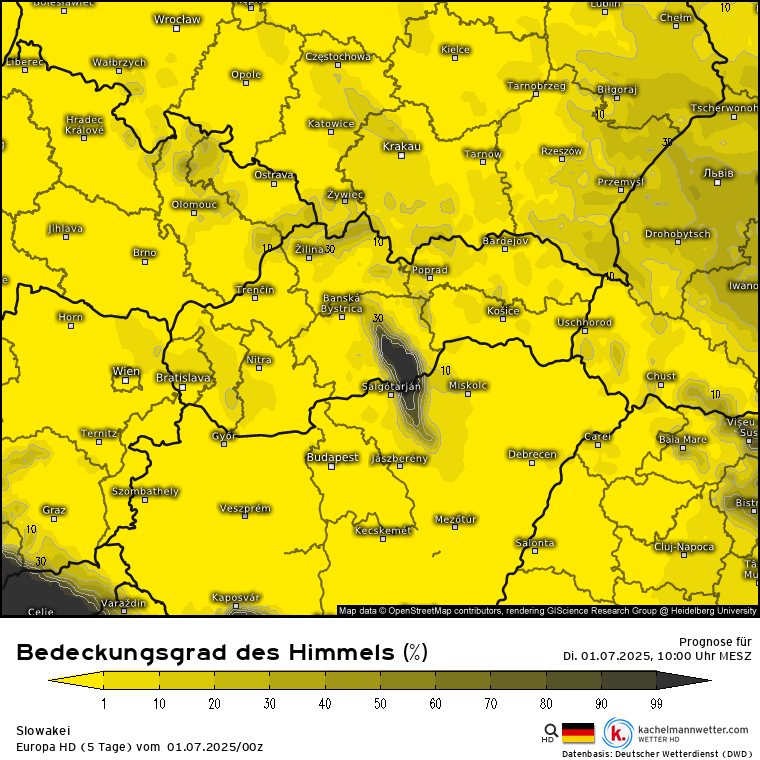 Bolesławiec
Wrocław
Lublin
Chełm
10
Liberec
Wałbrzych
Opole
Częstochowa
Kielce
Tarnobrzeg
Biłgoraj
Tscherwonoh
Hradec
Králové
Katowice
Krakau
Tarnów
Rzeszów
10
30
Przemyśl
Львів
Ostrava
Żywiec
Olomouc
Jihlava
Brno
10
Žilina
30
10
Bardejov
Drohobytsch
Poprad
10
Iwano
Trenčín
Banská
Bystrica
Horn
30
Košice
Uschhorod
Nitra
10
Wien
Bratislava
Salgótarján
Miskolc
Chust
10
Ternitz
Győr
Budapest
Jászberény
Debrecen
Carei
Baia Mare
Vișeu
Sus
Szombathely
Graz
Veszprém
Kecskemét
Mezőtúr
Salonta
Cluj-Napoca
Bistr
10
30
Celje
Varaždin
Kaposvár
Tâ
Mu
Map data © OpenStreetMap contributors, rendering GIScience Research Group @ Heidelberg University
Bedeckungsgrad des Himmels (%)
Prognose für
Di. 01.07.2025, 10:00 Uhr MESZ
1 10 20 30 40 50 60 70 80 90 99
Slowakei
Europa HD (5 Tage) vom 01.07.2025/00z
HD
k.
kachelmannwetter.com
WETTER HD
Datenbasis: Deutscher Wetterdienst (DWD)